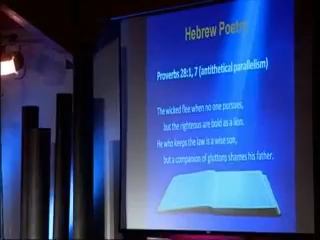 Hebrew Poetry
Proverbs 28:1, 7 (antithetical parallelism)
The wicked flee when no one pursues,
but the righteous are bold as a lion.
He who keeps the law is a wise son,
but a companion of gluttons shames his father.